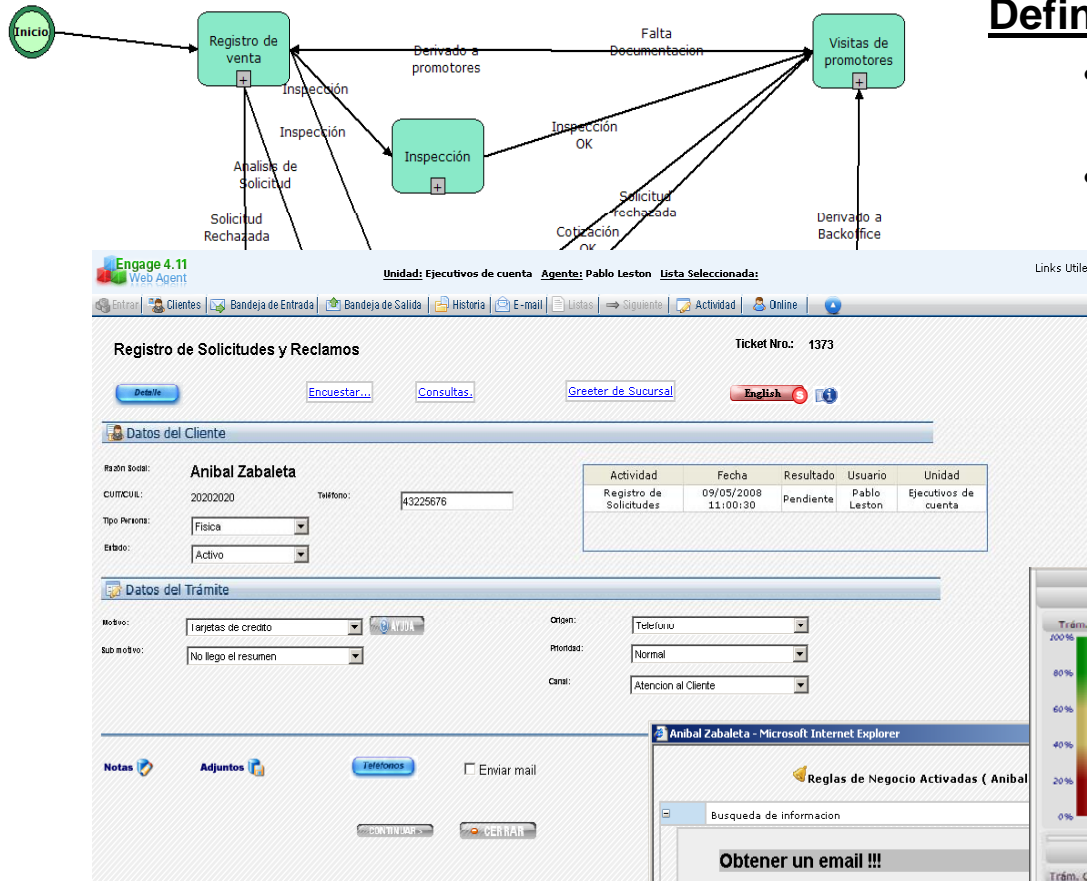 Defin
Inicio
Registro de
venta
Derivado a
promotores
Falta
Documentacion
Visitas de
promotores
Inspección
Inspección
Inspección
Inspección
OK
Analisis de
Solicitud
Solicitud
Rechazada
Solicitud
rechazada
Cotización
OK
Derivado a
Backoffice
Engage 4.11
Web Agent
Unidad: Ejecutivos de cuenta Agente: Pablo Leston Lista Seleccionada:
Links Utile
Entrar Clientes Bandeja de Entrada Bandeja de Salida Historia E-mail Listas Siguiente Actividad Online
Registro de Solicitudes y Reclamos
Ticket Nro.: 1373
Detalle Encuestar... Consultas. Greeter de Sucursal English
Datos del Cliente
Razón Social: Anibal Zabaleta
CUIT/CUIL: 20202020 Teléfono: 43225676
Tipo Persona: Fisica
Estado: Activo
Actividad Fecha Resultado Usuario Unidad
Registro de Solicitudes 09/05/2008 11:00:30 Pendiente Pablo Leston Ejecutivos de cuenta
Datos del Trámite
Motivo: Tarjetas de credito AYUDA
Sub motivo: No llego el resumen
Origen: Telefono
Prioridad: Normal
Canal: Atencion al Cliente
Notas Adjuntos Teléfonos Enviar mail
CONTINUAR> CERRAR
Anibal Zabaleta - Microsoft Internet Explorer
Reglas de Negocio Activadas ( Anibal
Busqueda de informacion
Obtener un email !!!
Trám.
100%
80%
60%
40%
20%
0%
Trám.